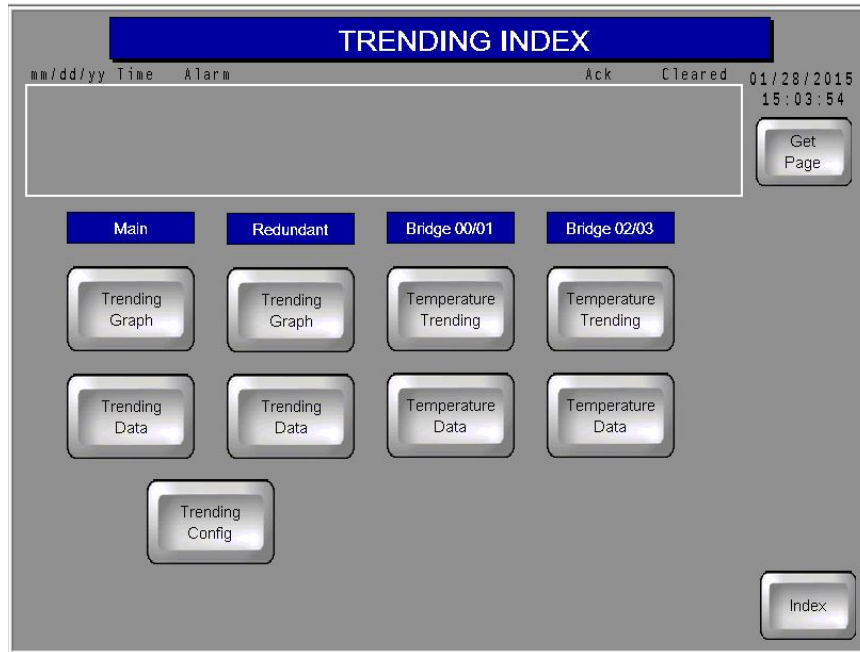 TRENDING INDEX
mm/dd/yy Time Alarm Ack Cleared
01/28/2015
15:03:54
Get
Page
Main Redundant Bridge 00/01 Bridge 02/03
Trending
Graph
Trending
Graph
Temperature
Trending
Temperature
Trending
Trending
Data
Trending
Data
Temperature
Data
Temperature
Data
Trending
Config
Index